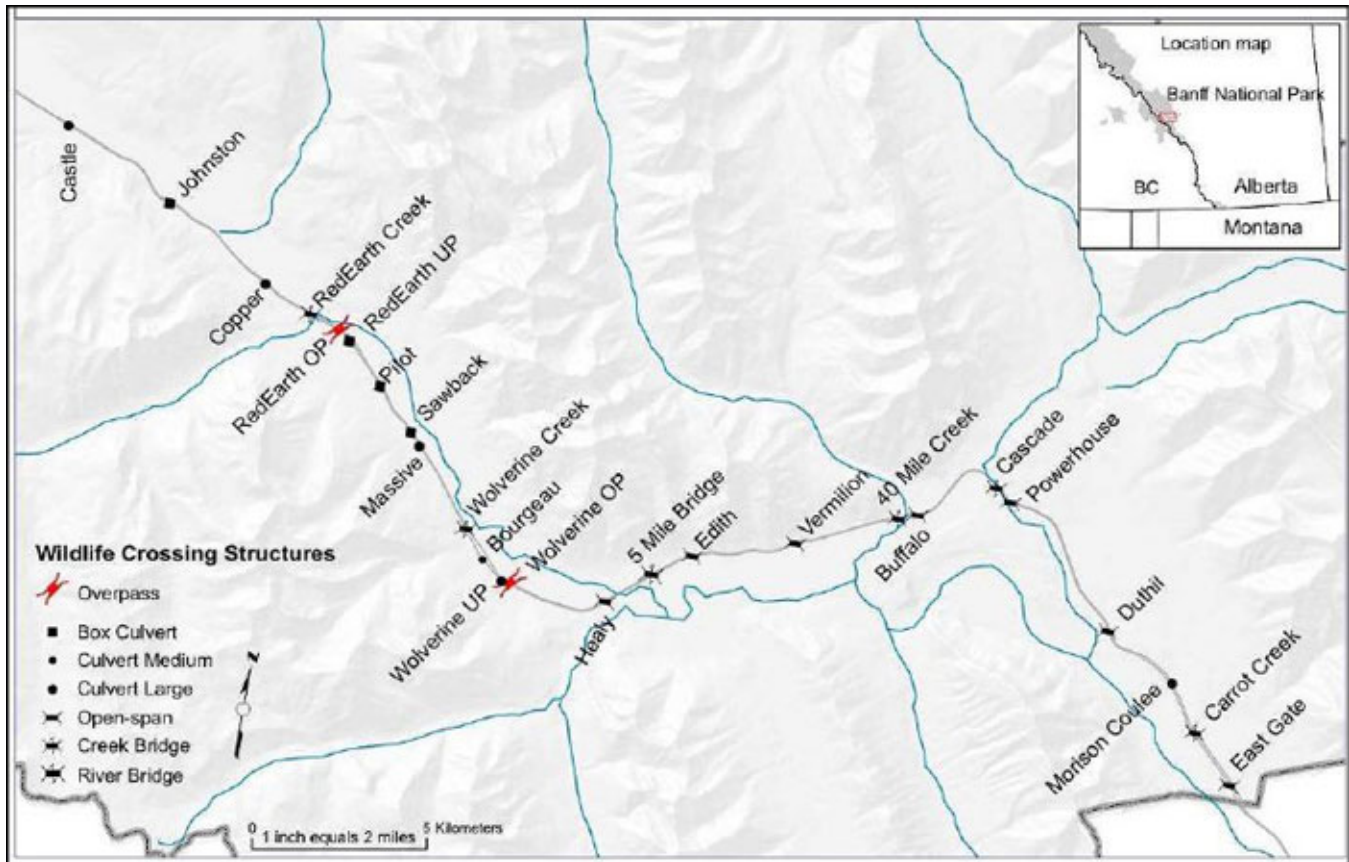 Location map
Banff National Park
BC
Alberta
Montana
Castle
Johnston
Copper
RedEarth Creek
RedEarth UP
RedEarth OP
Pilot
Sawback
Massive
Wolverine Creek
Bourgeau
Wolverine OP
Wolverine UP
Healy
5 Mile Bridge
Edith
Vermilion
40 Mile Creek
Buffalo
Cascade
Powerhouse
Duthil
Morison Coulee
Carrot Creek
East Gate
Wildlife Crossing Structures
Overpass
Box Culvert
Culvert Medium
Culvert Large
Open-span
Creek Bridge
River Bridge
N
0 5 Kilometers
1 inch equals 2 miles